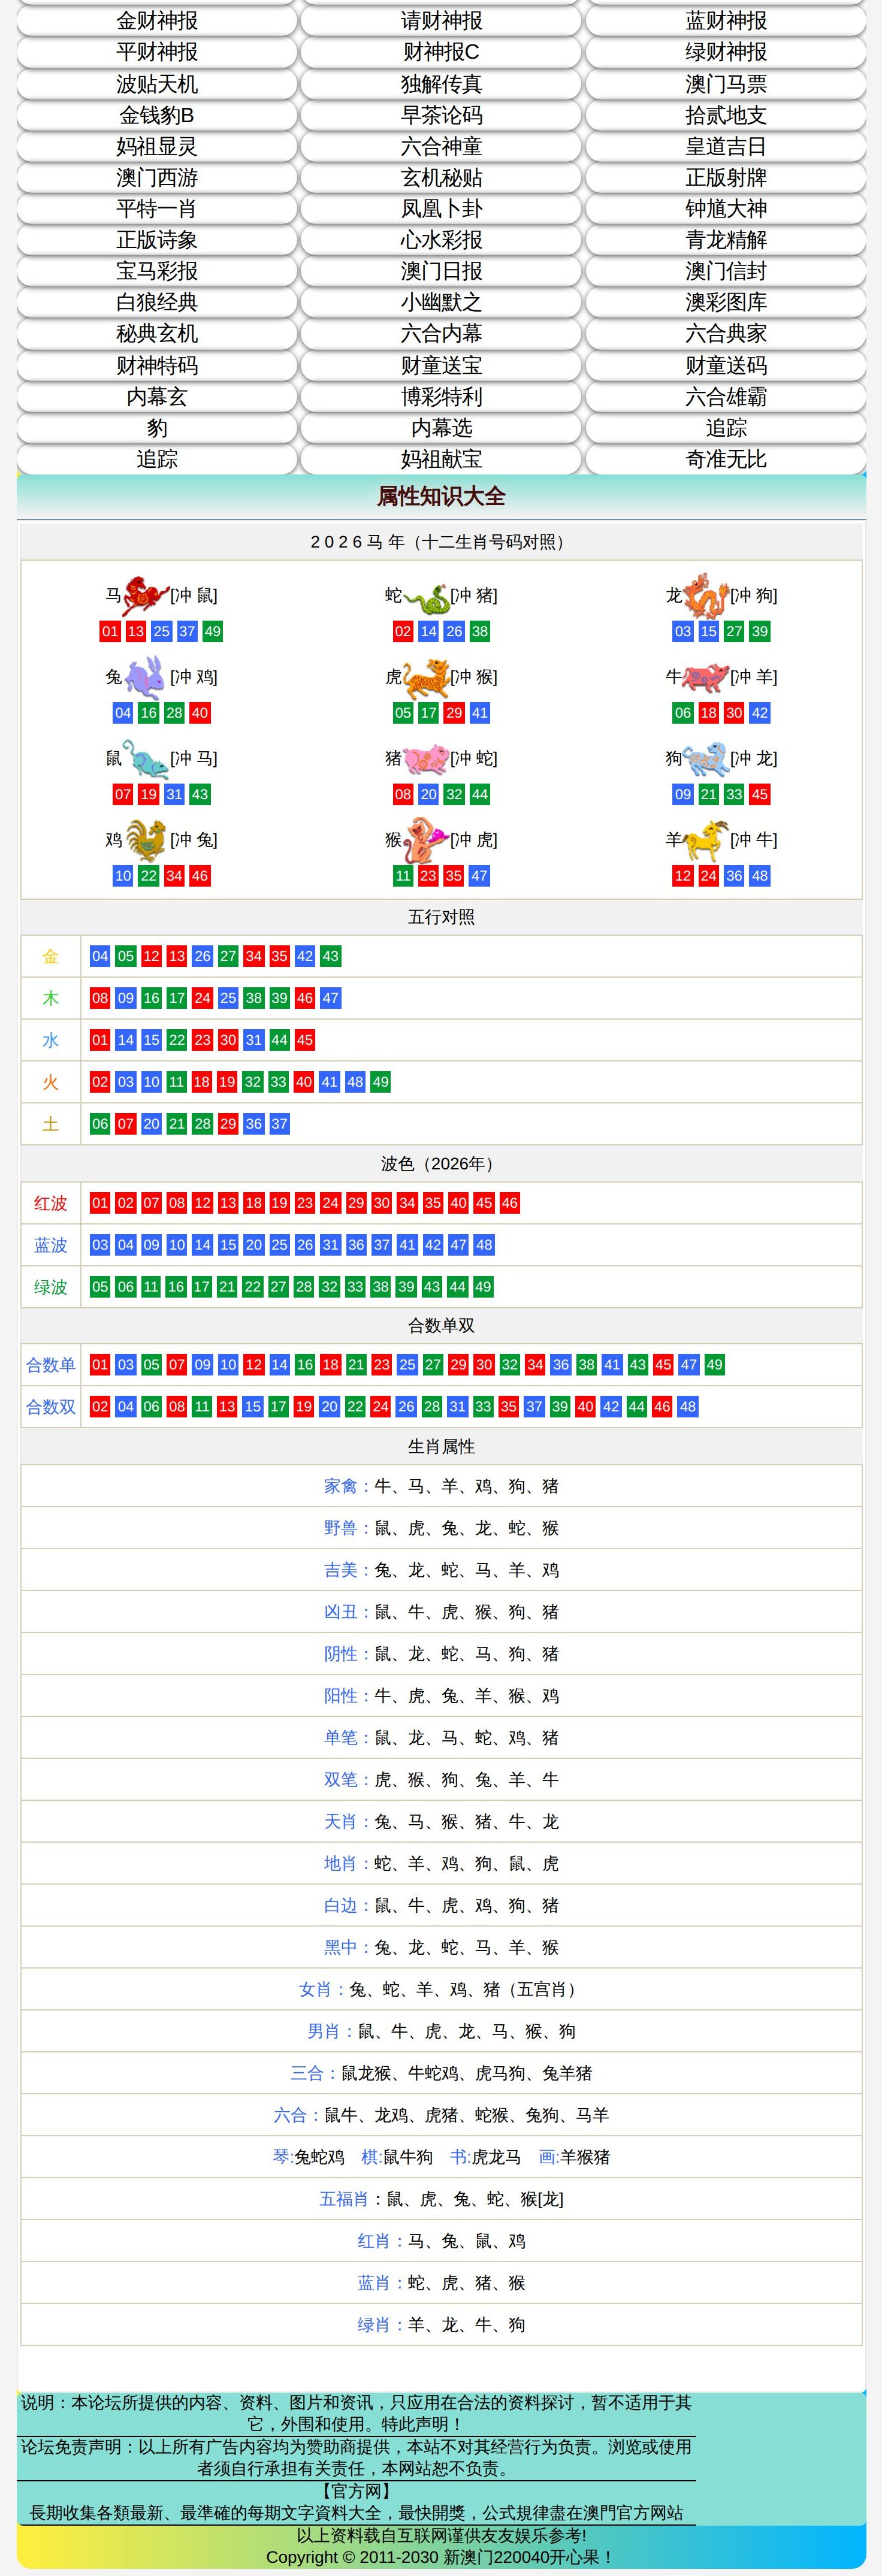 金财神报 请财神报 蓝财神报
平财神报 财神报C 绿财神报
波贴天机 独解传真 澳门马票
金钱豹B 早茶论码 拾贰地支
妈祖显灵 六合神童 皇道吉日
澳门西游 玄机秘贴 正版射牌
平特一肖 凤凰卜卦 钟馗大神
正版诗象 心水彩报 青龙精解
宝马彩报 澳门日报 澳门信封
白狼经典 小幽默之 澳彩图库
秘典玄机 六合内幕 六合典家
财神特码 财童送宝 财童送码
内幕玄 博彩特利 六合雄霸
豹 内幕选 追踪
追踪 妈祖献宝 奇准无比
属性知识大全
2 0 2 6 马 年（十二生肖号码对照）
马 [冲 鼠] 蛇 [冲 猪] 龙 [冲 狗]
01 13 25 37 49 02 14 26 38 03 15 27 39
兔 [冲 鸡] 虎 [冲 猴] 牛 [冲 羊]
04 16 28 40 05 17 29 41 06 18 30 42
鼠 [冲 马] 猪 [冲 蛇] 狗 [冲 龙]
07 19 31 43 08 20 32 44 09 21 33 45
鸡 [冲 兔] 猴 [冲 虎] 羊 [冲 牛]
10 22 34 46 11 23 35 47 12 24 36 48
五行对照
金 04 05 12 13 26 27 34 35 42 43
木 08 09 16 17 24 25 38 39 46 47
水 01 14 15 22 23 30 31 44 45
火 02 03 10 11 18 19 32 33 40 41 48 49
土 06 07 20 21 28 29 36 37
波色（2026年）
红波 01 02 07 08 12 13 18 19 23 24 29 30 34 35 40 45 46
蓝波 03 04 09 10 14 15 20 25 26 31 36 37 41 42 47 48
绿波 05 06 11 16 17 21 22 27 28 32 33 38 39 43 44 49
合数单双
合数单 01 03 05 07 09 10 12 14 16 18 21 23 25 27 29 30 32 34 36 38 41 43 45 47 49
合数双 02 04 06 08 11 13 15 17 19 20 22 24 26 28 31 33 35 37 39 40 42 44 46 48
生肖属性
家禽：牛、马、羊、鸡、狗、猪
野兽：鼠、虎、兔、龙、蛇、猴
吉美：兔、龙、蛇、马、羊、鸡
凶丑：鼠、牛、虎、猴、狗、猪
阴性：鼠、龙、蛇、马、狗、猪
阳性：牛、虎、兔、羊、猴、鸡
单笔：鼠、龙、马、蛇、鸡、猪
双笔：虎、猴、狗、兔、羊、牛
天肖：兔、马、猴、猪、牛、龙
地肖：蛇、羊、鸡、狗、鼠、虎
白边：鼠、牛、虎、鸡、狗、猪
黑中：兔、龙、蛇、马、羊、猴
女肖：兔、蛇、羊、鸡、猪（五宫肖）
男肖：鼠、牛、虎、龙、马、猴、狗
三合：鼠龙猴、牛蛇鸡、虎马狗、兔羊猪
六合：鼠牛、龙鸡、虎猪、蛇猴、兔狗、马羊
琴:兔蛇鸡 棋:鼠牛狗 书:虎龙马 画:羊猴猪
五福肖：鼠、虎、兔、蛇、猴[龙]
红肖：马、兔、鼠、鸡
蓝肖：蛇、虎、猪、猴
绿肖：羊、龙、牛、狗
说明：本论坛所提供的内容、资料、图片和资讯，只应用在合法的资料探讨，暂不适用于其
它，外围和使用。特此声明！
论坛免责声明：以上所有广告内容均为赞助商提供，本站不对其经营行为负责。浏览或使用
者须自行承担有关责任，本网站恕不负责。
【官方网】
長期收集各類最新、最準確的每期文字資料大全，最快開獎，公式規律盡在澳門官方网站
以上资料载自互联网谨供友友娱乐参考!
Copyright © 2011-2030 新澳门220040开心果！